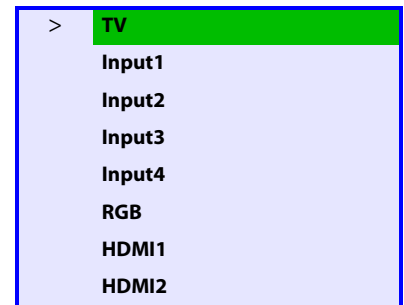 > TV
Input1
Input2
Input3
Input4
RGB
HDMI1
HDMI2